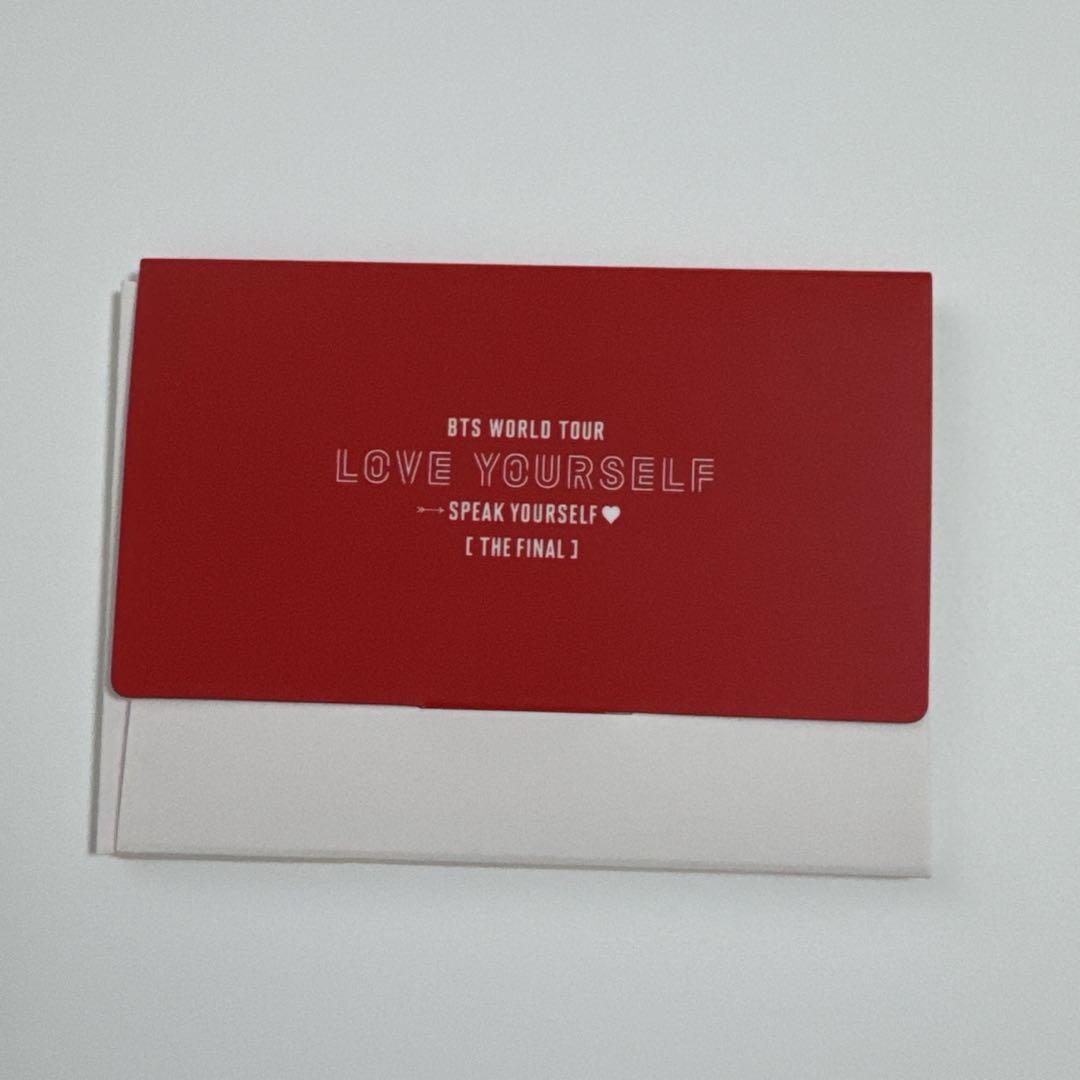 BTS WORLD TOUR
LOVE YOURSELF
SPEAK YOURSELF♥
[ THE FINAL ]